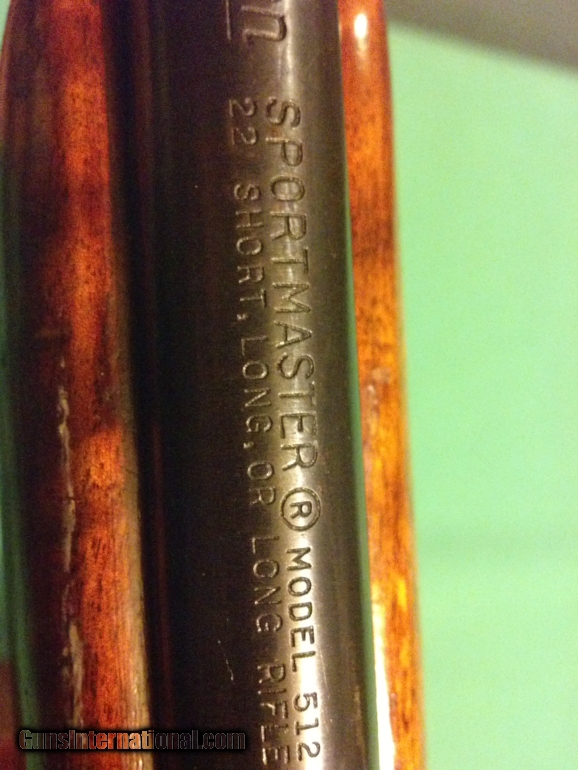 SPORTMASTER® MODEL 512
22 SHORT, LONG, OR LONG RIFLE
GunsInternational.com